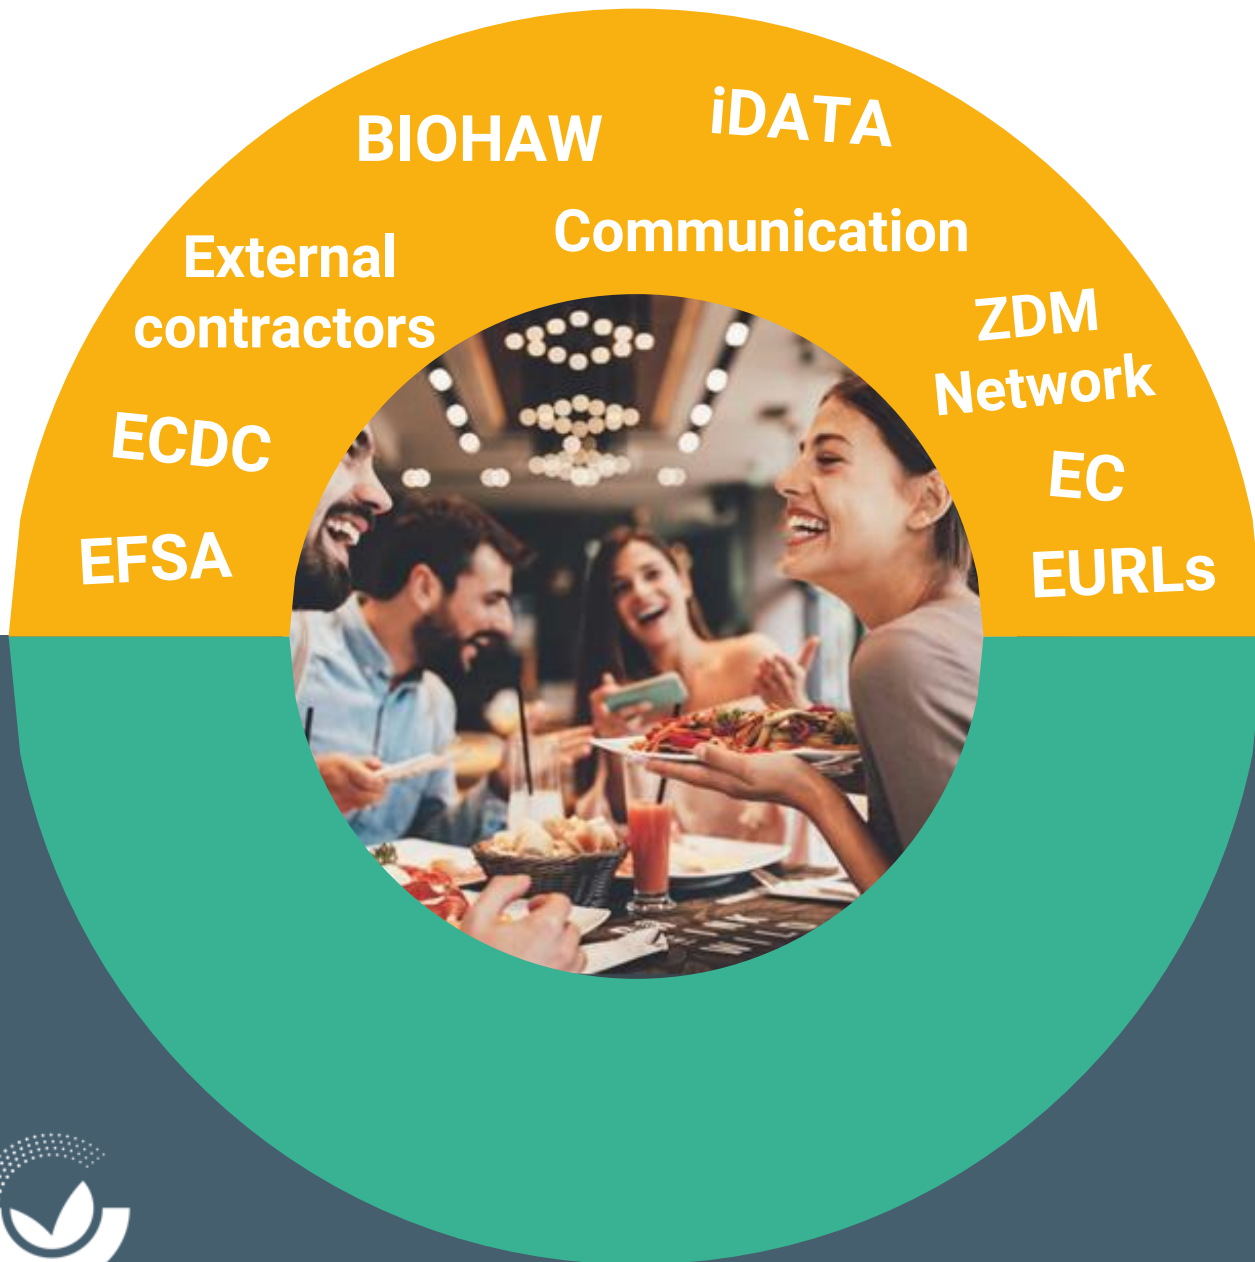 BIOHAW
iDATA
External
contractors
Communication
ZDM
Network
ECDC
EC
EFSA
EURLs